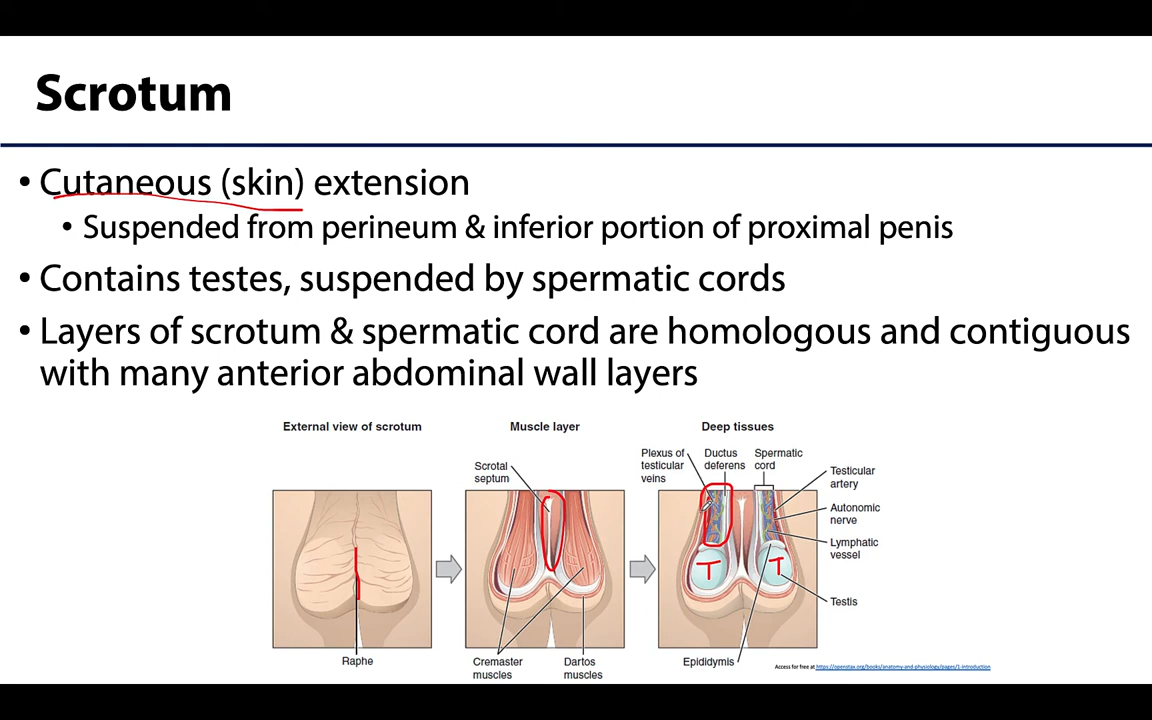 Scrotum
• Cutaneous (skin) extension
• Suspended from perineum & inferior portion of proximal penis
• Contains testes, suspended by spermatic cords
• Layers of scrotum & spermatic cord are homologous and contiguous
with many anterior abdominal wall layers
External view of scrotum
Raphe
Muscle layer
Scrotal
septum
Cremaster
muscles
Dartos
muscles
Deep tissues
Plexus of
testicular
veins
Ductus
deferens
Spermatic
cord
Testicular
artery
Autonomic
nerve
Lymphatic
vessel
T
T
Testis
Epididymis
Access for free at https://openstax.org/books/anatomy-and-physiology/pages/1-introduction